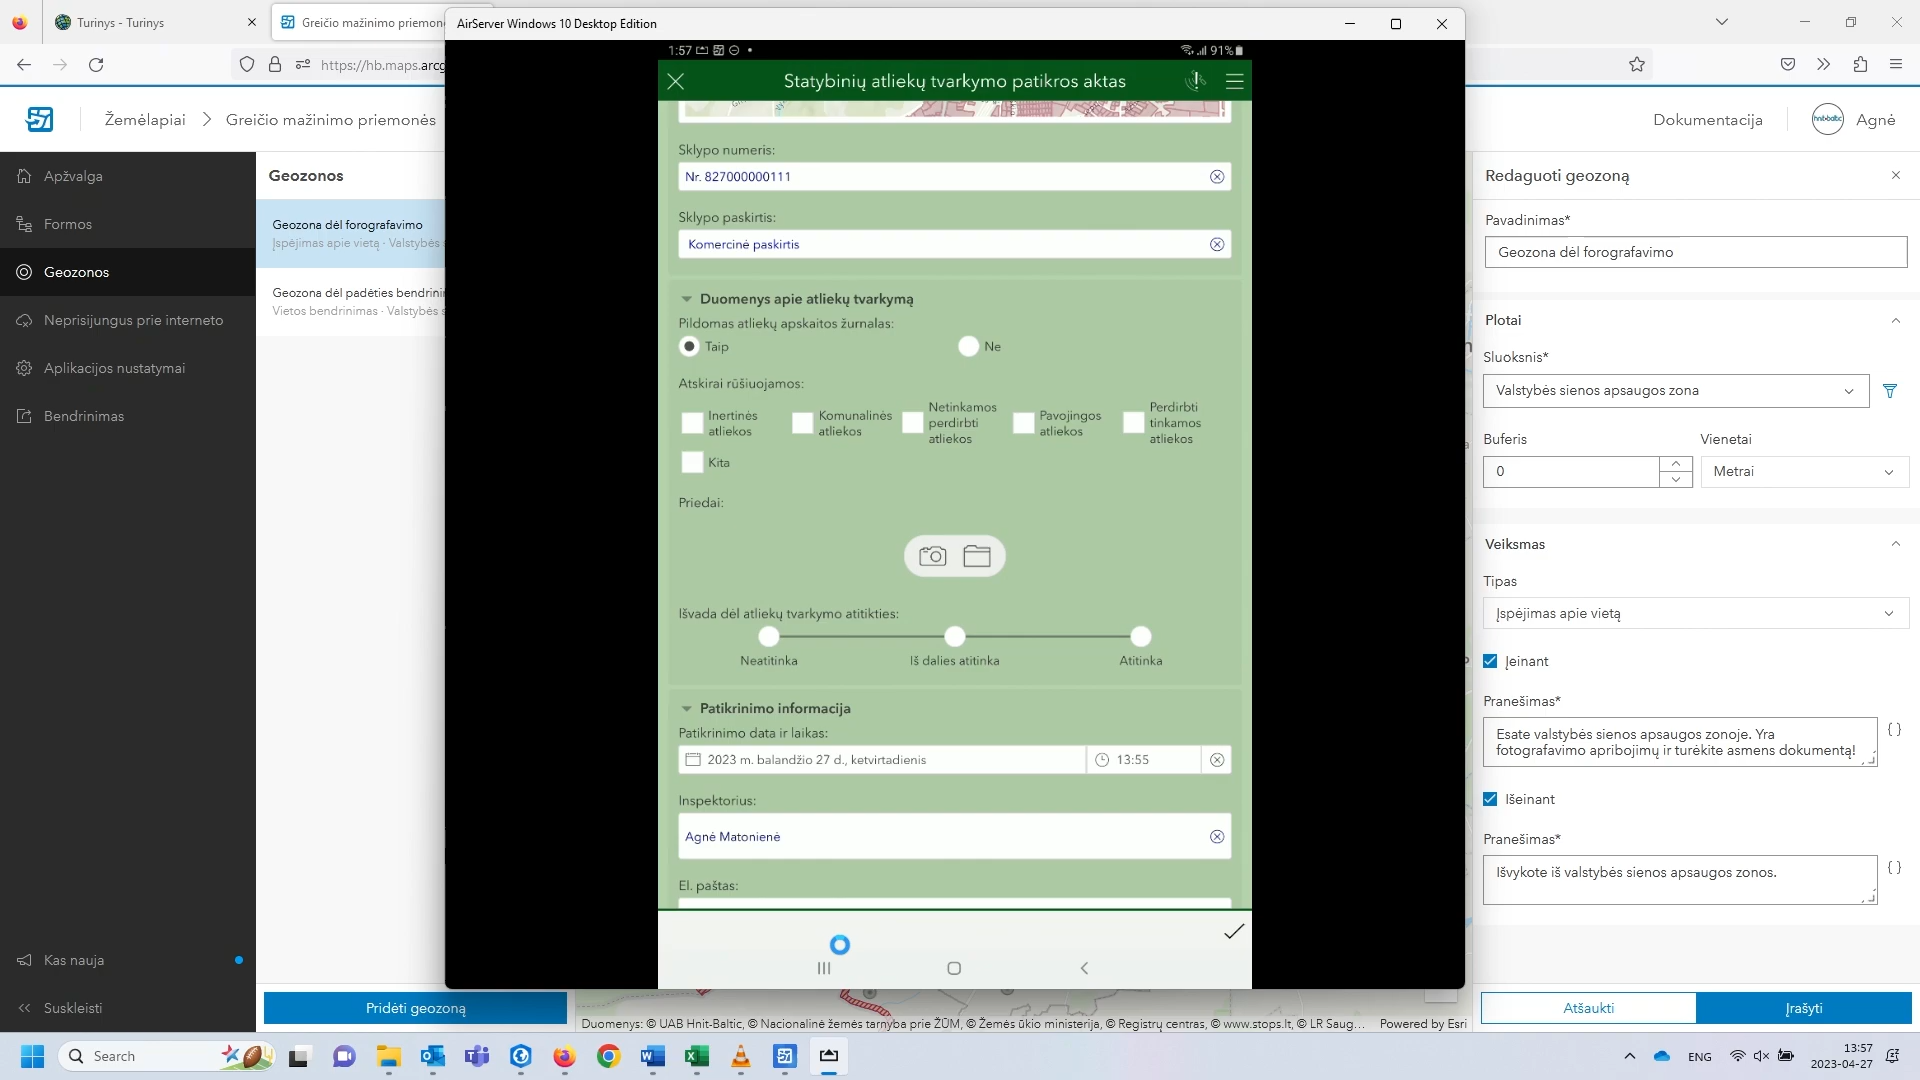 Turinys - Turinys
Greičio mažinimo priemon
https://hb.maps.arcg
AirServer Windows 10 Desktop Edition
1:57
91%
Statybinių atliekų tvarkymo patikros aktas
Sklypo numeris:
Nr. 827000000111
Sklypo paskirtis:
Komercinė paskirtis
Duomenys apie atliekų tvarkymą
Pildomas atliekų apskaitos žurnalas:
Taip
Ne
Atskirai rūšiuojamos:
Inertinės atliekos
Komunalinės atliekos
Netinkamos perdirbti atliekos
Pavojingos atliekos
Perdirbti tinkamos atliekos
Kita
Priedai:
Išvada dėl atliekų tvarkymo atitikties:
Neatitinka
Iš dalies atitinka
Atitinka
Patikrinimo informacija
Patikrinimo data ir laikas:
2023 m. balandžio 27 d., ketvirtadienis
13:55
Inspektorius:
Agnė Matonienė
El. paštas:
Žemėlapiai
Greičio mažinimo priemonės
Dokumentacija
hnit-baltic
Agnė
Apžvalga
Formos
Geozonos
Neprisijungus prie interneto
Aplikacijos nustatymai
Bendrinimas
Kas nauja
Suskleisti
Geozonos
Geozona dėl forografavimo
Įspėjimas apie vietą · Valstybės
Geozona dėl padėties bendrini
Vietos bendrinimas · Valstybės
Pridėti geozoną
Redaguoti geozoną
Pavadinimas*
Geozona dėl forografavimo
Plotai
Sluoksnis*
Valstybės sienos apsaugos zona
Buferis
Vienetai
0
Metrai
Veiksmas
Tipas
Įspėjimas apie vietą
Įeinant
Pranešimas*
Esate valstybės sienos apsaugos zonoje. Yra
fotografavimo apribojimų ir turėkite asmens dokumentą!
{ }
Išeinant
Pranešimas*
Išvykote iš valstybės sienos apsaugos zonos.
{ }
Atšaukti
Įrašyti
Duomenys: © UAB Hnit-Baltic, © Nacionalinė žemės tarnyba prie ŽŪM, © Žemės ūkio ministerija, © Registrų centras, © www.stops.lt, © LR Saug...
Powered by Esri
Search
ENG
13:57
2023-04-27